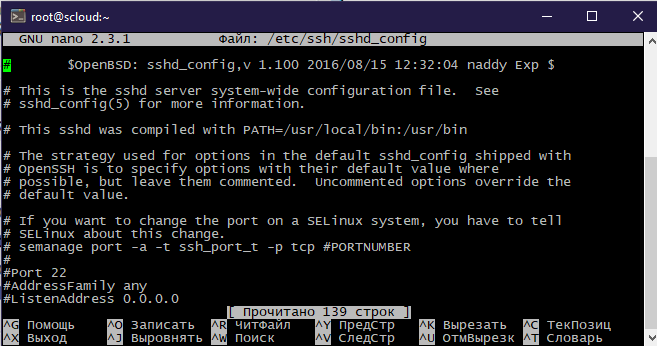 root@scloud:~
GNU nano 2.3.1 Файл: /etc/ssh/sshd_config
# $OpenBSD: sshd_config,v 1.100 2016/08/15 12:32:04 naddy Exp $
# This is the sshd server system-wide configuration file. See
# sshd_config(5) for more information.
# This sshd was compiled with PATH=/usr/local/bin:/usr/bin
# The strategy used for options in the default sshd_config shipped with
# OpenSSH is to specify options with their default value where
# possible, but leave them commented. Uncommented options override the
# default value.
# If you want to change the port on a SELinux system, you have to tell
# SELinux about this change.
# semanage port -a -t ssh_port_t -p tcp #PORTNUMBER
#
#Port 22
#AddressFamily any
#ListenAddress 0.0.0.0
[ Прочитано 139 строк ]
^G Помощь ^O Записать ^R ЧитФайл ^Y ПредСтр ^K Вырезать ^C ТекПозиц
^X Выход ^J Выровнять ^W Поиск ^V СледСтр ^U ОтмВырезк ^T Словарь